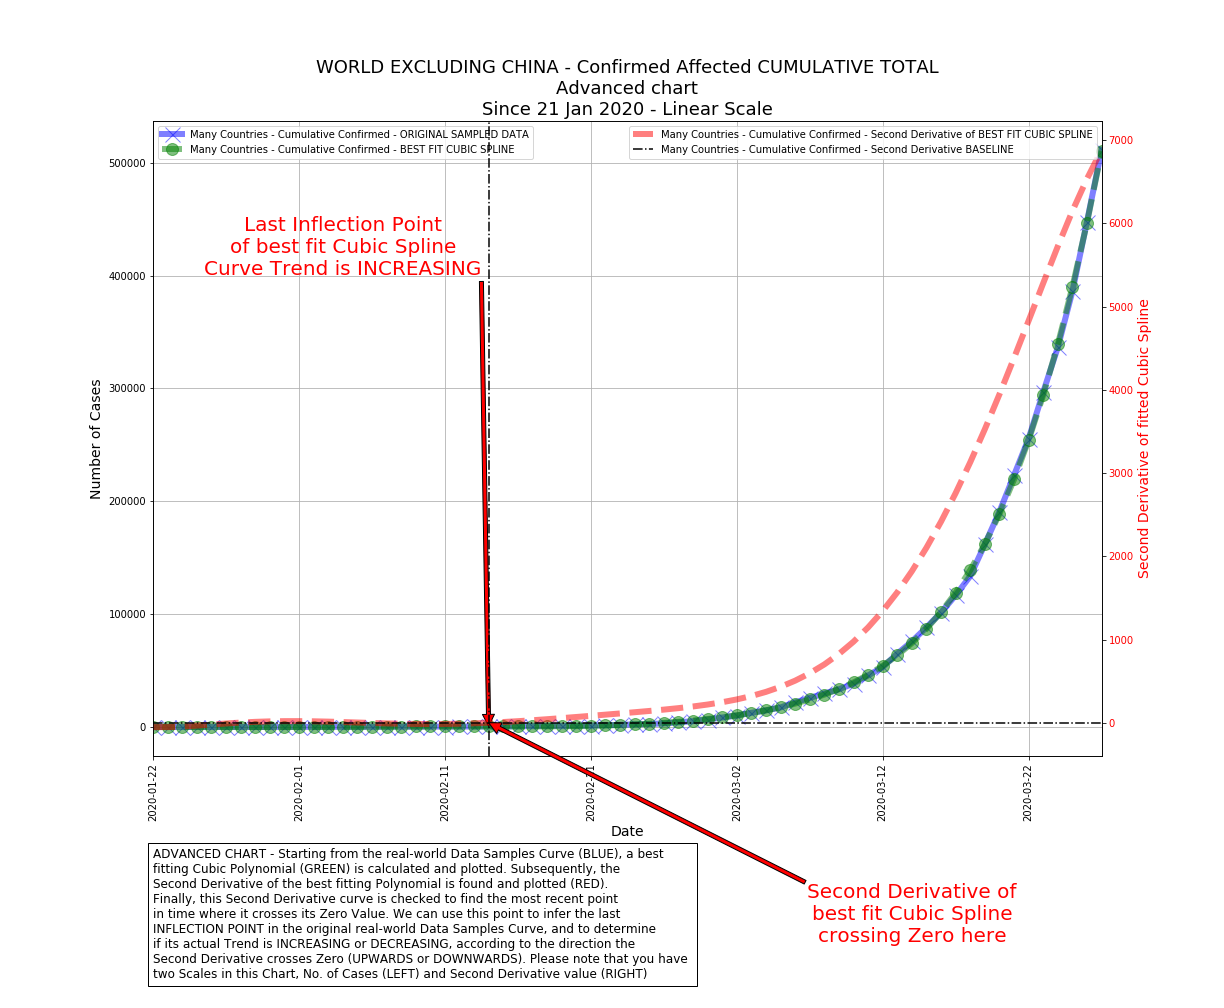 WORLD EXCLUDING CHINA - Confirmed Affected CUMULATIVE TOTAL
Advanced chart
Since 21 Jan 2020 - Linear Scale
Many Countries - Cumulative Confirmed - ORIGINAL SAMPLED DATA
Many Countries - Cumulative Confirmed - BEST FIT CUBIC SPLINE
Many Countries - Cumulative Confirmed - Second Derivative of BEST FIT CUBIC SPLINE
Many Countries - Cumulative Confirmed - Second Derivative BASELINE
Last Inflection Point
of best fit Cubic Spline
Curve Trend is INCREASING
Number of Cases
500000
400000
300000
200000
100000
0
7000
6000
5000
4000
3000
2000
1000
0
Second Derivative of fitted Cubic Spline
2020-01-22
2020-02-01
2020-02-11
2020-02-21
2020-03-02
2020-03-12
2020-03-22
Date
ADVANCED CHART - Starting from the real-world Data Samples Curve (BLUE), a best
fitting Cubic Polynomial (GREEN) is calculated and plotted. Subsequently, the
Second Derivative of the best fitting Polynomial is found and plotted (RED).
Finally, this Second Derivative curve is checked to find the most recent point
in time where it crosses its Zero Value. We can use this point to infer the last
INFLECTION POINT in the original real-world Data Samples Curve, and to determine
if its actual Trend is INCREASING or DECREASING, according to the direction the
Second Derivative crosses Zero (UPWARDS or DOWNWARDS). Please note that you have
two Scales in this Chart, No. of Cases (LEFT) and Second Derivative value (RIGHT)
Second Derivative of
best fit Cubic Spline
crossing Zero here